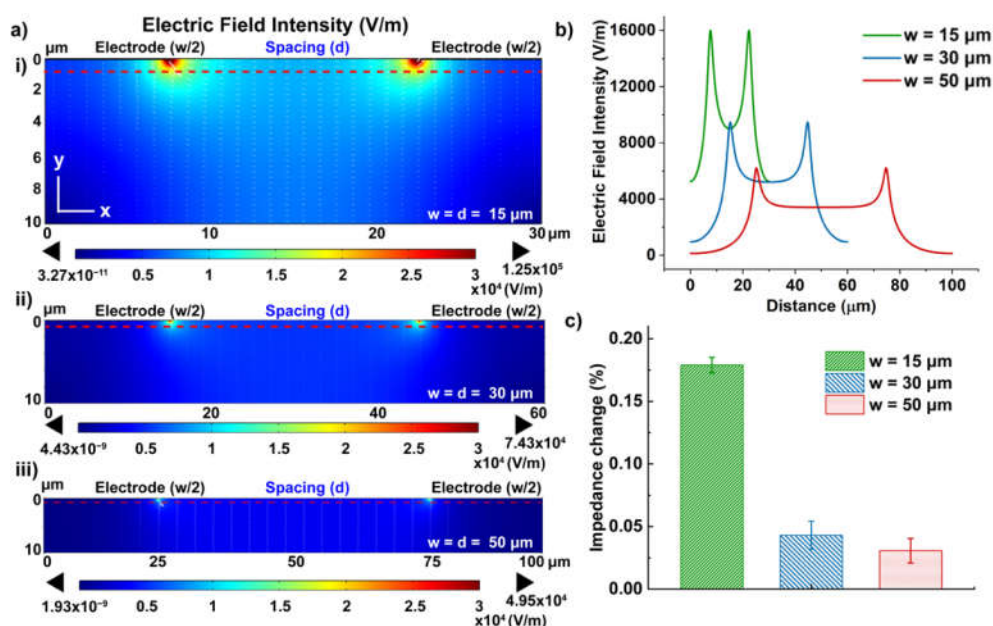 Electric Field Intensity (V/m)
a)
μm Electrode (w/2) Spacing (d) Electrode (w/2)
i)
0
2
4
6
8
10
y
x
w = d = 15 μm
0 10 20 30 μm
3.27x10⁻¹¹ 0.5 1 1.5 2 2.5 3 1.25x10⁵
x10⁴ (V/m)
ii)
μm Electrode (w/2) Spacing (d) Electrode (w/2)
0
10
w = d = 30 μm
0 20 40 60
μm
4.43x10⁻⁹ 0.5 1 1.5 2 2.5 3 7.43x10⁴
x10⁴ (V/m)
iii)
μm Electrode (w/2) Spacing (d) Electrode (w/2)
0
10
w = d = 50 μm
0 25 50 75 100 μm
1.93x10⁻⁹ 0.5 1 1.5 2 2.5 3 4.95x10⁴
x10⁴ (V/m)
b)
Electric Field Intensity (V/m)
16000
12000
8000
4000
0
w = 15 μm
w = 30 μm
w = 50 μm
0 20 40 60 80 100
Distance (μm)
c)
Impedance change (%)
0.20
0.15
0.10
0.05
0.00
w = 15 μm
w = 30 μm
w = 50 μm